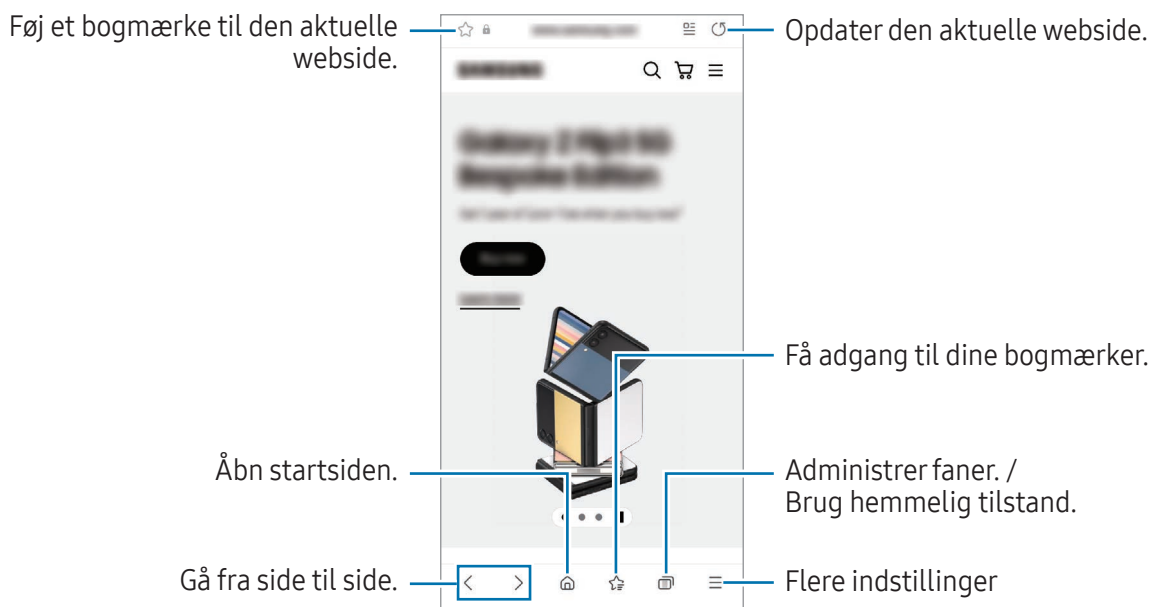 Føj et bogmærke til den aktuelle
webside.
Opdater den aktuelle webside.
Få adgang til dine bogmærker.
Åbn startsiden.
Administrer faner. /
Brug hemmelig tilstand.
Gå fra side til side.
Flere indstillinger